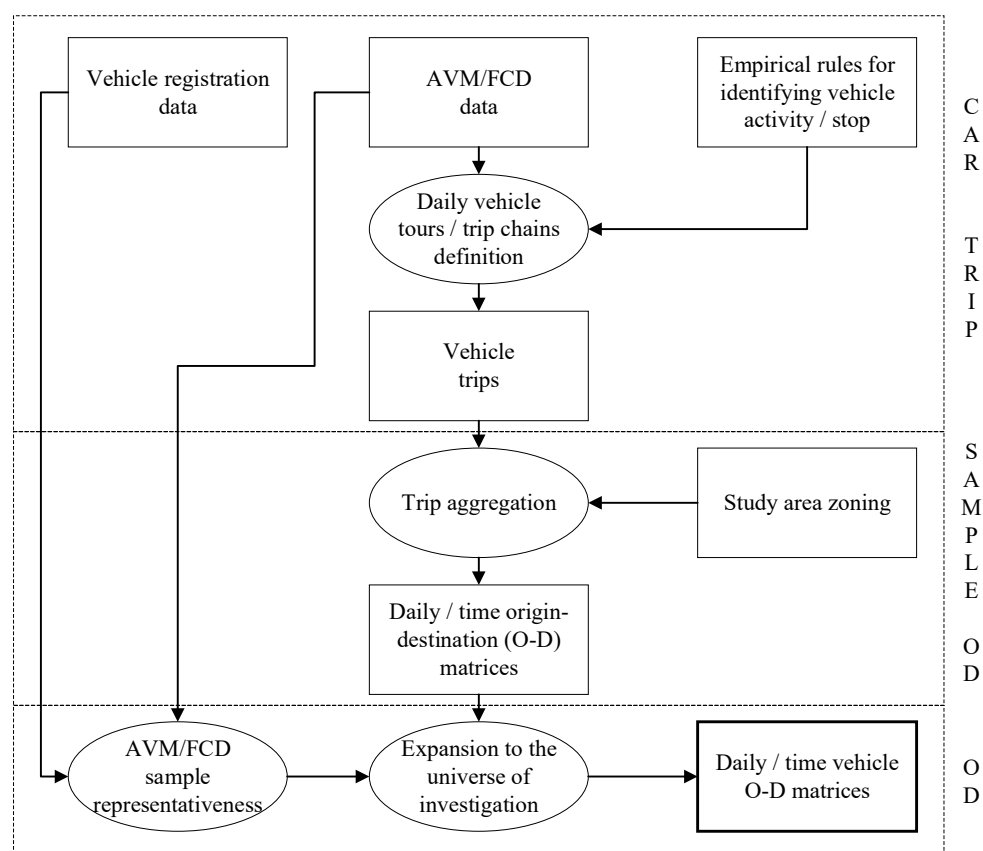 Vehicle registration
data
AVM/FCD
data
Empirical rules for
identifying vehicle
activity / stop
Daily vehicle
tours / trip chains
definition
Vehicle
trips
C
A
R
T
R
I
P
Trip aggregation
Study area zoning
Daily / time origin-
destination (O-D)
matrices
S
A
M
P
L
E
O
D
AVM/FCD
sample
representativeness
Expansion to the
universe of
investigation
Daily / time vehicle
O-D matrices
O
D